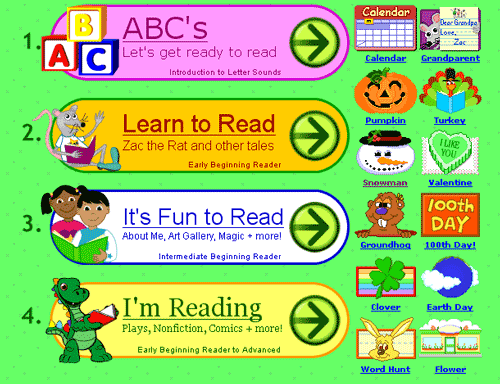 1.
B
A C
ABC's
Let's get ready to read
Introduction to Letter Sounds
2.
Learn to Read
Zac the Rat and other tales
Early Beginning Reader
3.
It's Fun to Read
About Me, Art Gallery, Magic + more!
Intermediate Beginning Reader
4.
I'm Reading
Plays, Nonfiction, Comics + more!
Early Beginning Reader to Advanced
Calendar
Calendar
Dear Grandpa
Love,
Zac
Grandparent
Pumpkin
Turkey
Snowman
I LIKE
YOU
Valentine
Groundhog
100th
DAY
100th Day!
Clover
Earth Day
Word Hunt
Flower